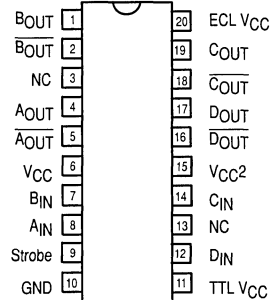 BOUT 1 20 ECL VCC
BOUT 2 19 COUT
NC 3 18 COUT
AOUT 4 17 DOUT
AOUT 5 16 DOUT
VCC 6 15 VCC2
BIN 7 14 CIN
AIN 8 13 NC
Strobe 9 12 DIN
GND 10 11 TTL VCC